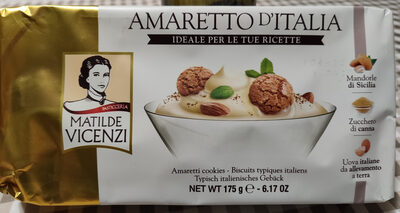 AMARETTO D'ITALIA
IDEALE PER LE TUE RICETTE
PASTICCERIA
MATILDE
VICENZI
Mandorle
di Sicilia
Zucchero
di canna
Uova italiane
da allevamento
a terra
Amaretti cookies - Biscuits typiques italiens
Typisch italienisches Gebäck
NET WT 175 g e - 6.17 OZ